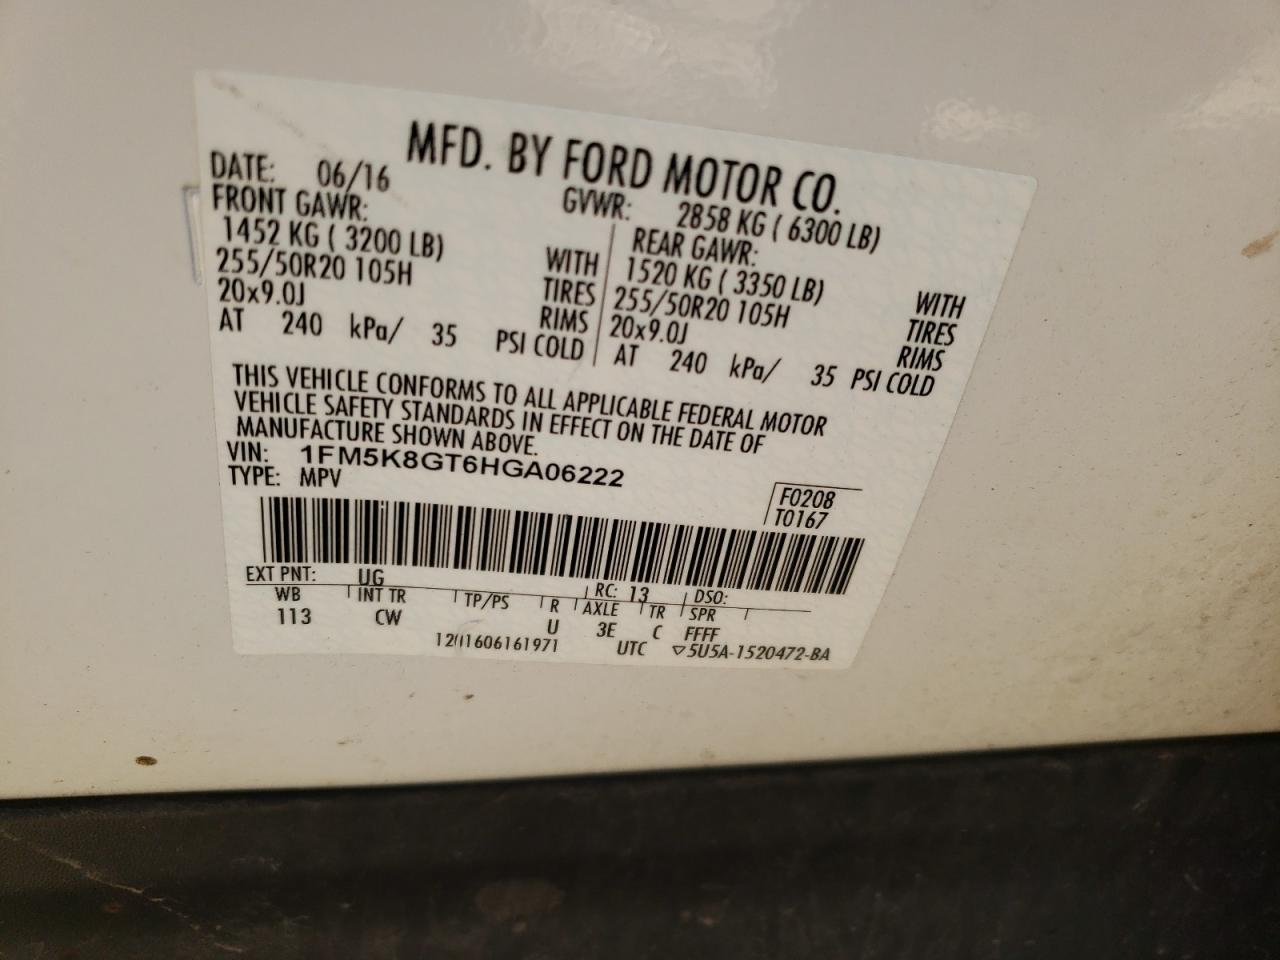 MFD. BY FORD MOTOR CO.
DATE: 06/16 GVWR: 2858 KG ( 6300 LB)
FRONT GAWR: REAR GAWR:
1452 KG ( 3200 LB) WITH 1520 KG ( 3350 LB) WITH
255/50R20 105H TIRES 255/50R20 105H TIRES
20x9.0J RIMS 20x9.0J RIMS
AT 240 kPa/ 35 PSI COLD AT 240 kPa/ 35 PSI COLD
THIS VEHICLE CONFORMS TO ALL APPLICABLE FEDERAL MOTOR
VEHICLE SAFETY STANDARDS IN EFFECT ON THE DATE OF
MANUFACTURE SHOWN ABOVE.
VIN: 1FM5K8GT6HGA06222
TYPE: MPV
F0208
T0167
EXT PNT: UG RC: 13 DSO:
WB INT TR TP/PS R AXLE TR SPR
113 CW U 3E C FFFF
UTC ▽5U5A-1520472-BA